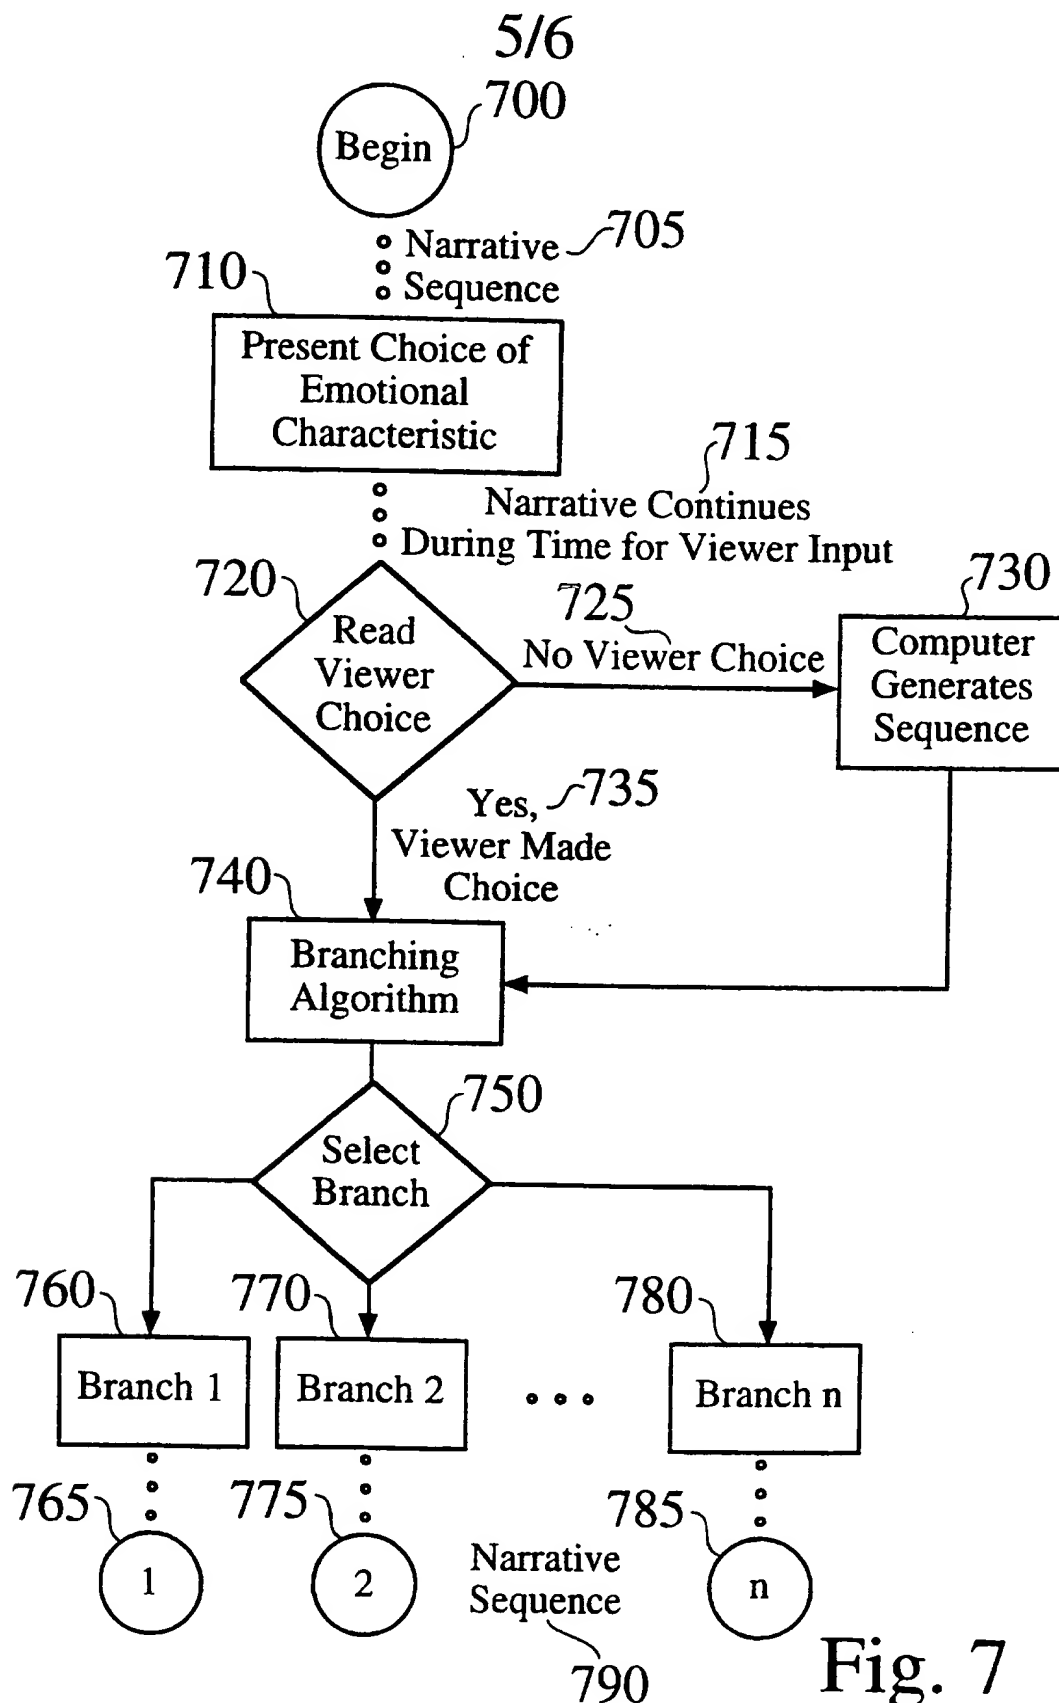 5/6
700
Begin
Narrative
705
Sequence
710
Present Choice of
Emotional
Characteristic
715
Narrative Continues
During Time for Viewer Input
720
Read
Viewer
Choice
725
No Viewer Choice
730
Computer
Generates
Sequence
Yes,
735
Viewer Made
Choice
740
Branching
Algorithm
750
Select
Branch
760
Branch 1
770
Branch 2
780
Branch n
765
1
775
2
785
n
Narrative
Sequence
790
Fig. 7